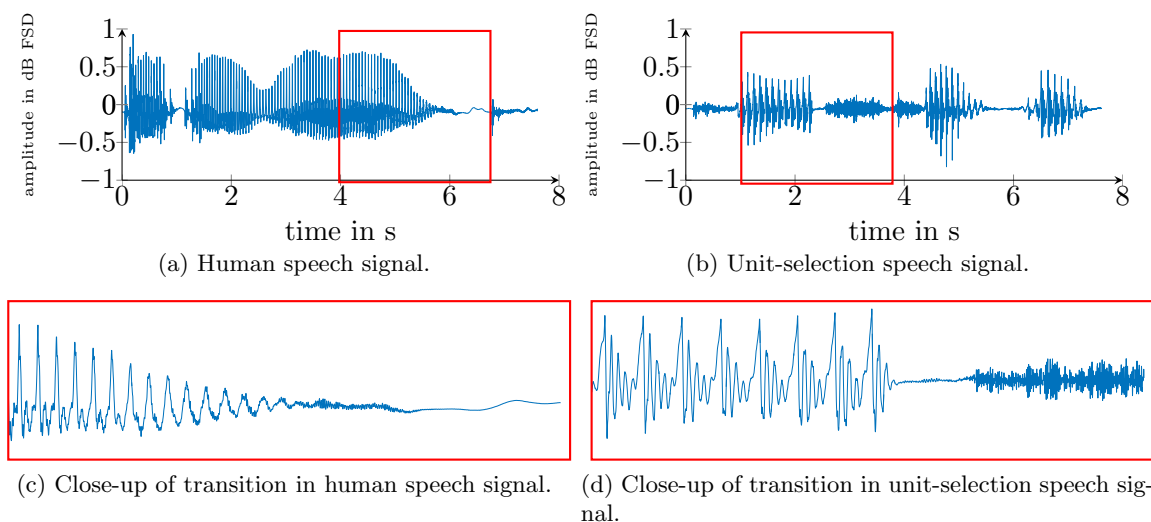 amplitude in dB FSD
1
0.5
0
−0.5
−1
0 2 4 6 8
time in s
(a) Human speech signal.
amplitude in dB FSD
1
0.5
0
−0.5
−1
0 2 4 6 8
time in s
(b) Unit-selection speech signal.
(c) Close-up of transition in human speech signal.
(d) Close-up of transition in unit-selection speech sig-
nal.